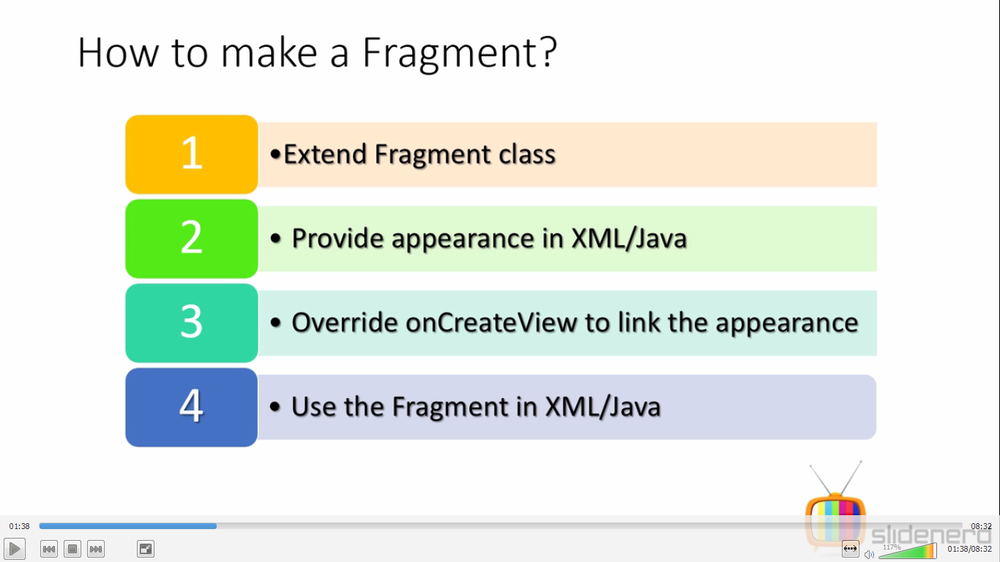 How to make a Fragment?
1
•Extend Fragment class
2
• Provide appearance in XML/Java
3
• Override onCreateView to link the appearance
4
• Use the Fragment in XML/Java
slidenerd
01:38
08:32
117%
01:38/08:32